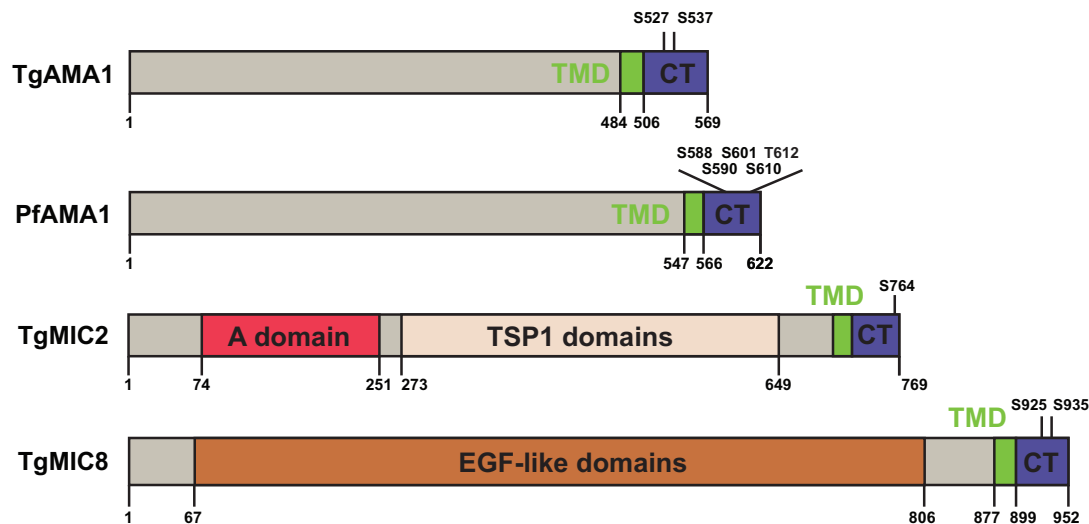 S527 S537
TgAMA1 TMD CT
1 484 506 569
S588 S601 T612
S590 S610
PfAMA1 TMD CT
1 547 566 622
TMD S764
TgMIC2 A domain TSP1 domains CT
1 74 251 273 649 769
TMD S925 S935
TgMIC8 EGF-like domains CT
1 67 806 877 899 952